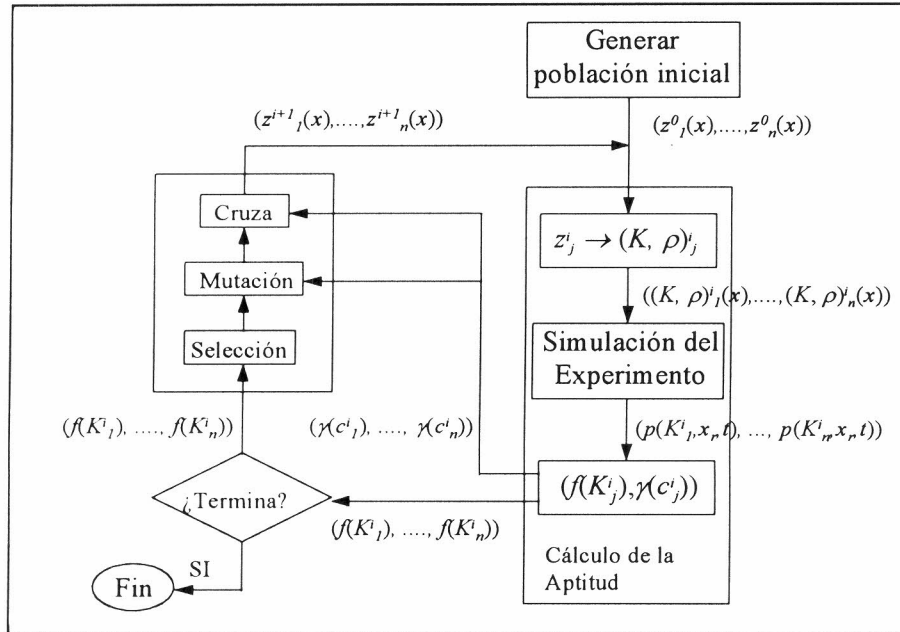 Generar
población inicial
(z^{i+1}_1(x),....,z^{i+1}_n(x))
(z^0_1(x),....,z^0_n(x))
Cruza
z^i_j → (K, ρ)^i_j
Mutación
((K, ρ)^i_1(x),....,(K, ρ)^i_n(x))
Selección
Simulación del
Experimento
(f(K^i_1), ...., f(K^i_n))
(γ(c^i_1), ...., γ(c^i_n))
(p(K^i_1,x_r,t), ..., p(K^i_n,x_r,t))
(f(K^i_j),γ(c^i_j))
¿Termina?
(f(K^i_1), ...., f(K^i_n))
Cálculo de la
Aptitud
SI
Fin